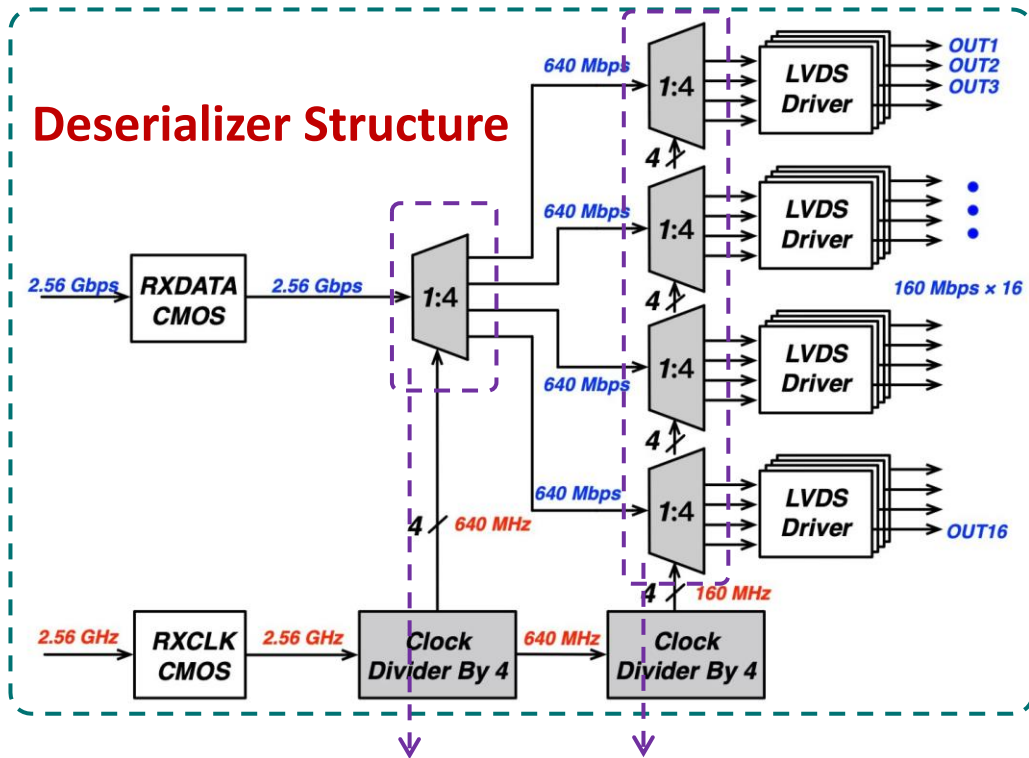 Deserializer Structure
2.56 Gbps
RXDATA
CMOS
2.56 Gbps
1:4
640 Mbps
1:4
LVDS
Driver
OUT1
OUT2
OUT3
4
640 Mbps
1:4
LVDS
Driver
160 Mbps × 16
4
640 Mbps
1:4
LVDS
Driver
4
640 Mbps
1:4
LVDS
Driver
OUT16
4
640 MHz
4
160 MHz
2.56 GHz
RXCLK
CMOS
2.56 GHz
Clock
Divider By 4
640 MHz
Clock
Divider By 4